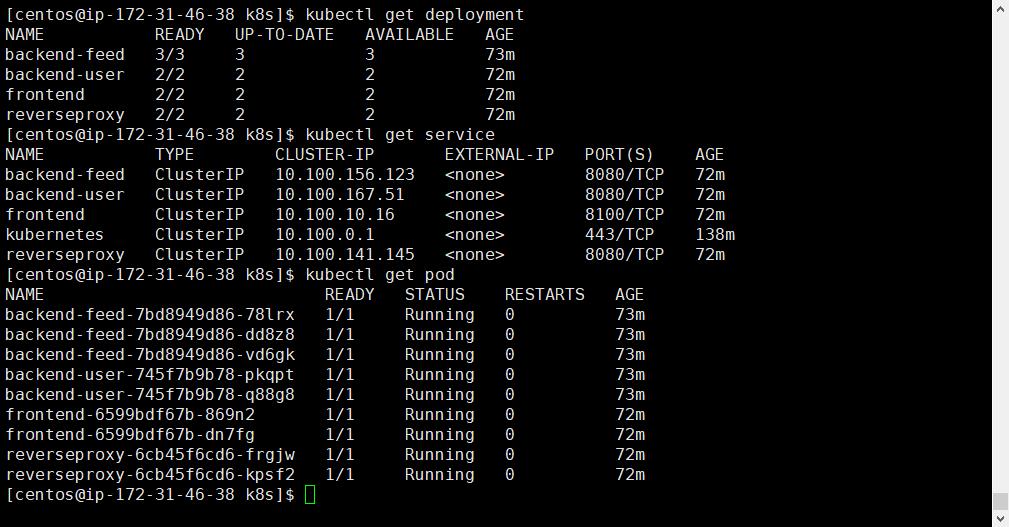 [centos@ip-172-31-46-38 k8s]$ kubectl get deployment
NAME           READY   UP-TO-DATE   AVAILABLE   AGE
backend-feed   3/3     3            3           73m
backend-user   2/2     2            2           72m
frontend       2/2     2            2           72m
reverseproxy   2/2     2            2           72m
[centos@ip-172-31-46-38 k8s]$ kubectl get service
NAME           TYPE        CLUSTER-IP       EXTERNAL-IP   PORT(S)    AGE
backend-feed   ClusterIP   10.100.156.123   <none>        8080/TCP   72m
backend-user   ClusterIP   10.100.167.51    <none>        8080/TCP   72m
frontend       ClusterIP   10.100.10.16     <none>        8100/TCP   72m
kubernetes     ClusterIP   10.100.0.1       <none>        443/TCP    138m
reverseproxy   ClusterIP   10.100.141.145   <none>        8080/TCP   72m
[centos@ip-172-31-46-38 k8s]$ kubectl get pod
NAME                            READY   STATUS    RESTARTS   AGE
backend-feed-7bd8949d86-78lrx   1/1     Running   0          73m
backend-feed-7bd8949d86-dd8z8   1/1     Running   0          73m
backend-feed-7bd8949d86-vd6gk   1/1     Running   0          73m
backend-user-745f7b9b78-pkqpt   1/1     Running   0          73m
backend-user-745f7b9b78-q88g8   1/1     Running   0          73m
frontend-6599bdf67b-869n2       1/1     Running   0          72m
frontend-6599bdf67b-dn7fg       1/1     Running   0          72m
reverseproxy-6cb45f6cd6-frgjw   1/1     Running   0          72m
reverseproxy-6cb45f6cd6-kpsf2   1/1     Running   0          72m
[centos@ip-172-31-46-38 k8s]$